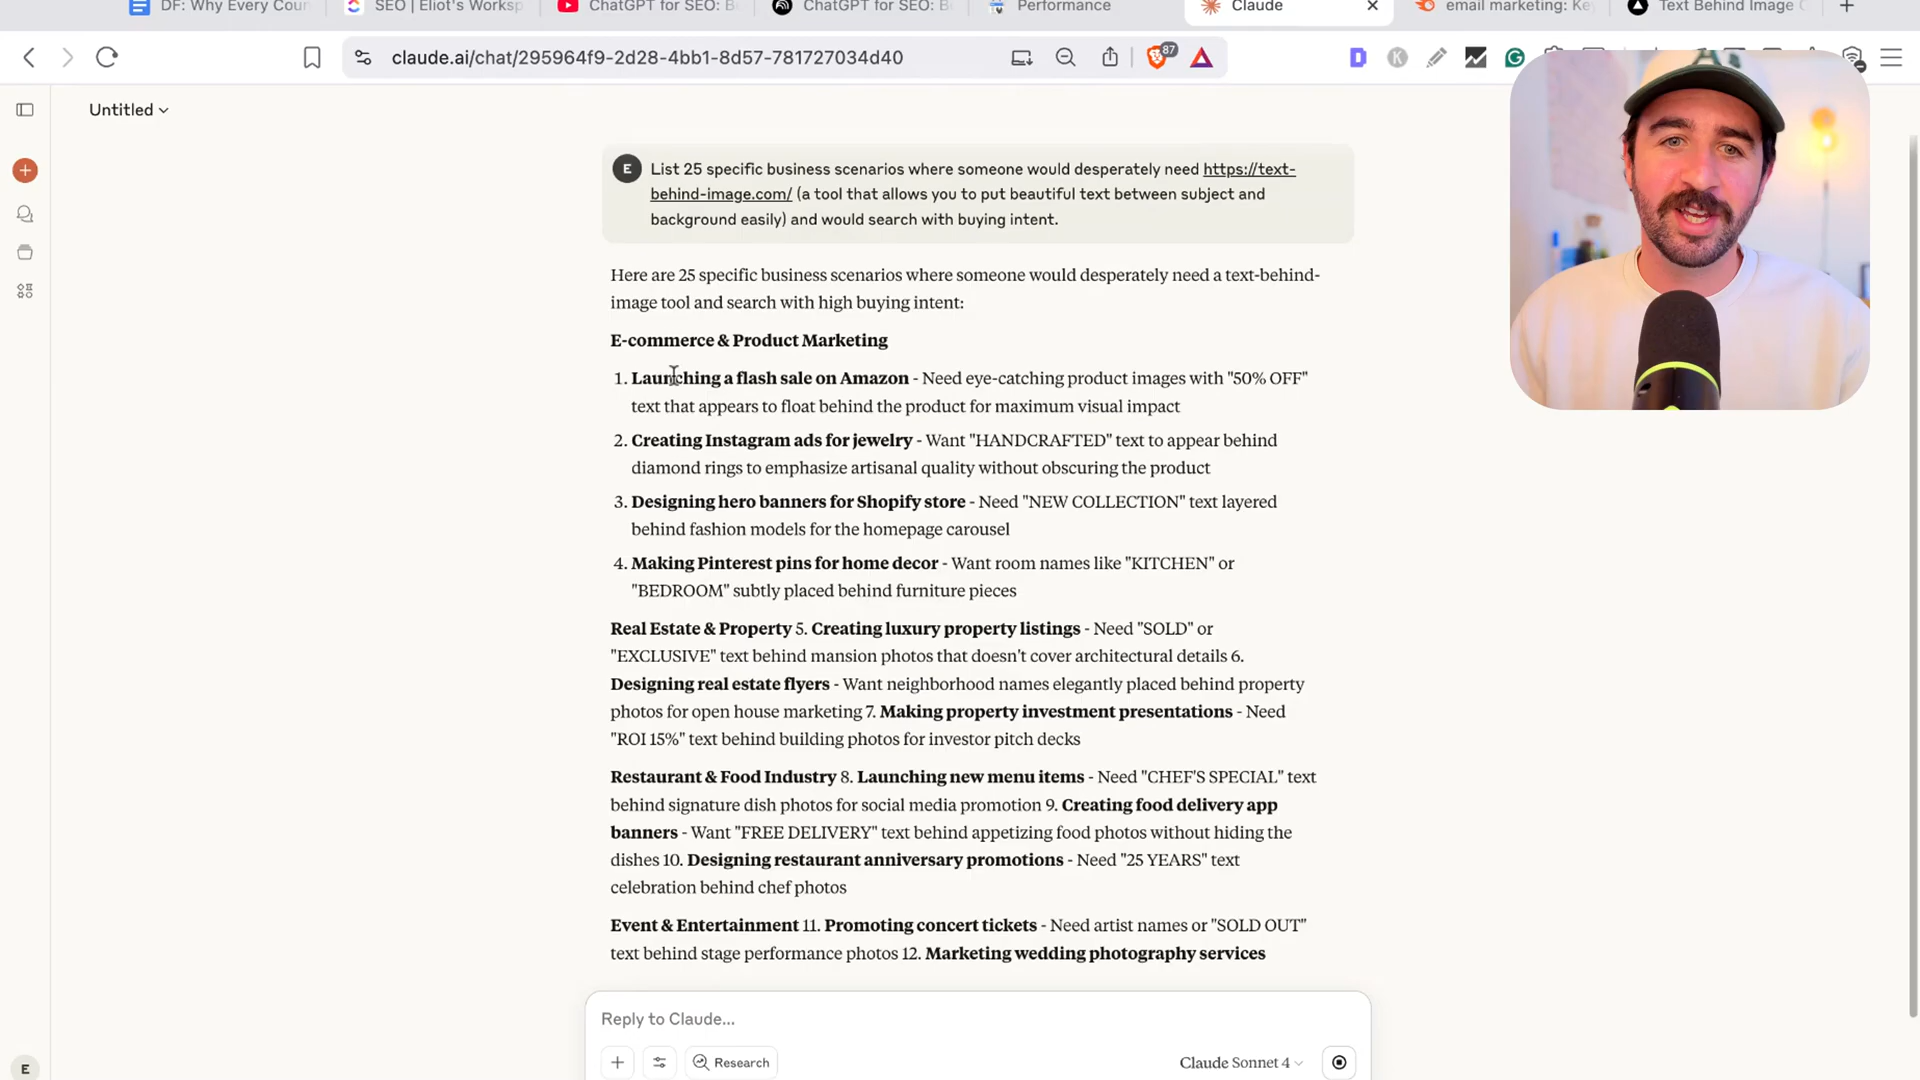 DF: Why Every Coun
SEO | Eliot's Worksp
ChatGPT for SEO: Be
ChatGPT for SEO: Be
Performance
Claude
email marketing: Ke
Text Behind Image
claude.ai/chat/295964f9-2d28-4bb1-8d57-781727034d40
87
Untitled
E
List 25 specific business scenarios where someone would desperately need https://text-
behind-image.com/ (a tool that allows you to put beautiful text between subject and
background easily) and would search with buying intent.
Here are 25 specific business scenarios where someone would desperately need a text-behind-
image tool and search with high buying intent:
E-commerce & Product Marketing
1. Launching a flash sale on Amazon - Need eye-catching product images with "50% OFF"
text that appears to float behind the product for maximum visual impact
2. Creating Instagram ads for jewelry - Want "HANDCRAFTED" text to appear behind
diamond rings to emphasize artisanal quality without obscuring the product
3. Designing hero banners for Shopify store - Need "NEW COLLECTION" text layered
behind fashion models for the homepage carousel
4. Making Pinterest pins for home decor - Want room names like "KITCHEN" or
"BEDROOM" subtly placed behind furniture pieces
Real Estate & Property 5. Creating luxury property listings - Need "SOLD" or
"EXCLUSIVE" text behind mansion photos that doesn't cover architectural details 6.
Designing real estate flyers - Want neighborhood names elegantly placed behind property
photos for open house marketing 7. Making property investment presentations - Need
"ROI 15%" text behind building photos for investor pitch decks
Restaurant & Food Industry 8. Launching new menu items - Need "CHEF'S SPECIAL" text
behind signature dish photos for social media promotion 9. Creating food delivery app
banners - Want "FREE DELIVERY" text behind appetizing food photos without hiding the
dishes 10. Designing restaurant anniversary promotions - Need "25 YEARS" text
celebration behind chef photos
Event & Entertainment 11. Promoting concert tickets - Need artist names or "SOLD OUT"
text behind stage performance photos 12. Marketing wedding photography services
Reply to Claude...
Research
Claude Sonnet 4
E